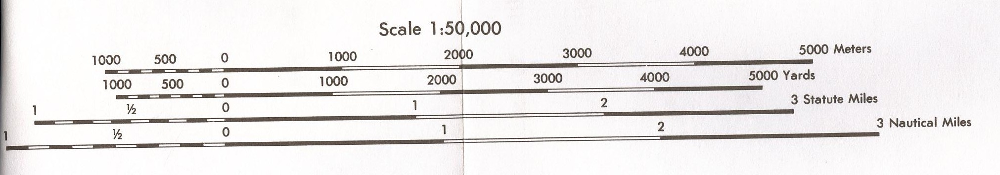 Scale 1:50,000
1000 500 0 1000 2000 3000 4000 5000 Meters
1000 500 0 1000 2000 3000 4000 5000 Yards
1 ½ 0 1 2 3 Statute Miles
1 ½ 0 1 2 3 Nautical Miles